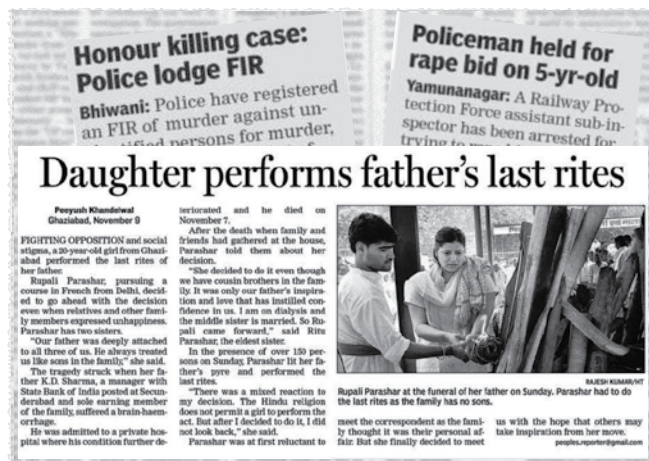 Honour killing case:
Police lodge FIR
Bhiwani: Police have registered
an FIR of murder against un-
persons for murder,
Policeman held for
rape bid on 5-yr-old
Yamunanagar: A Railway Pro-
tection Force assistant sub-in-
spector has been arrested for
trying to
Daughter performs father's last rites
Peeyush Khandelwal
Ghaziabad, November 9
FIGHTING OPPOSITION and social
stigma, a 20-year-old girl from Ghazi-
abad performed the last rites of
her father.
Rupali Parashar, pursuing a
course in French from Delhi, decid-
ed to go ahead with the decision
even when relatives and other fami-
ly members expressed unhappiness.
Parashar has two sisters.
"Our father was deeply attached
to all three of us. He always treated
us like sons in the family," she said.
The tragedy struck when her fa-
ther K.D. Sharma, a manager with
State Bank of India posted at Secun-
derabad and sole earning member
of the family, suffered a brain-haem-
orrhage.
He was admitted to a private hos-
pital where his condition further de-
teriorated and he died on
November 7.
After the death when family and
friends had gathered at the house,
Parashar told them about her
decision.
"She decided to do it even though
we have cousin brothers in the fam-
ily. It was only our father's inspira-
tion and love that has instilled con-
fidence in us. I am on dialysis and
the middle sister is married. So Ru-
pali came forward," said Ritu
Parashar, the eldest sister.
In the presence of over 150 per-
sons on Sunday, Parashar lit her fa-
ther's pyre and performed the
last rites.
"There was a mixed reaction to
my decision. The Hindu religion
does not permit a girl to perform the
act. But after I decided to do it, I did
not look back," she said.
Parashar was at first reluctant to
RAJESH KUMAR/HT
Rupali Parashar at the funeral of her father on Sunday. Parashar had to do
the last rites as the family has no sons.
meet the correspondent as the fami-
ly thought it was their personal af-
fair. But she finally decided to meet
us with the hope that others may
take inspiration from her move.
peoples.reporter@gmail.com